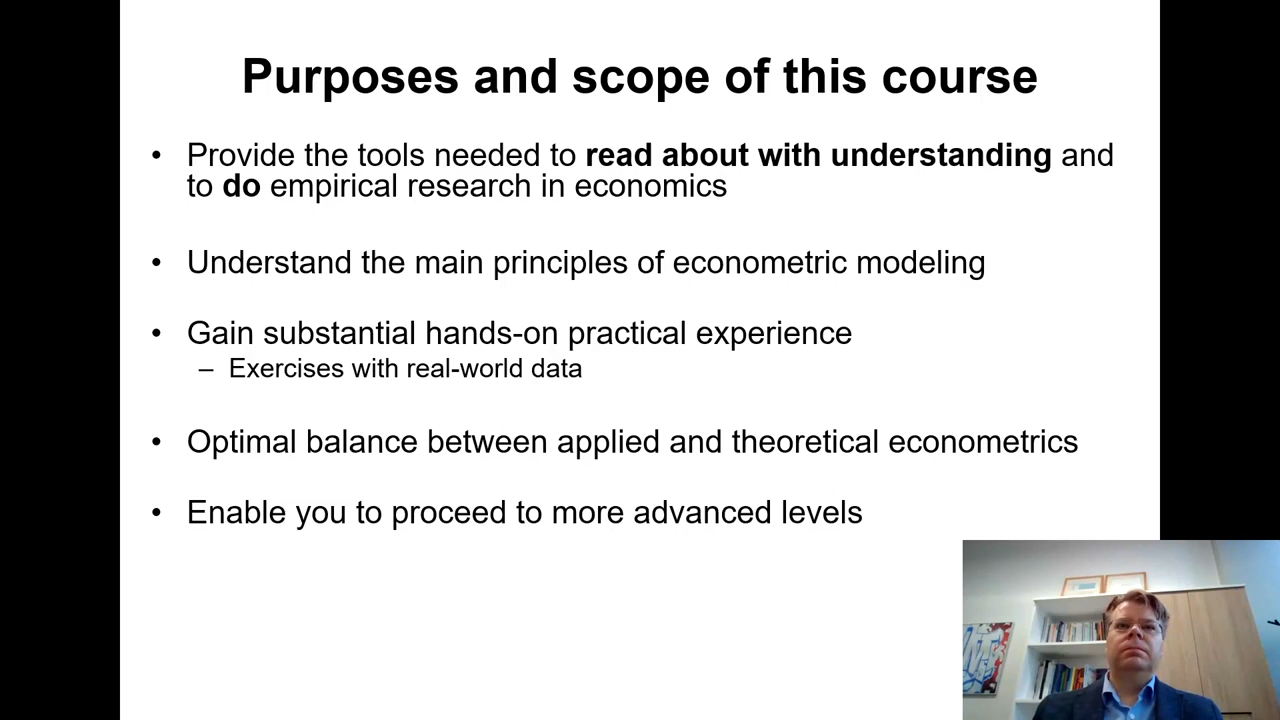 Purposes and scope of this course
• Provide the tools needed to read about with understanding and
to do empirical research in economics
• Understand the main principles of econometric modeling
• Gain substantial hands-on practical experience
– Exercises with real-world data
• Optimal balance between applied and theoretical econometrics
• Enable you to proceed to more advanced levels